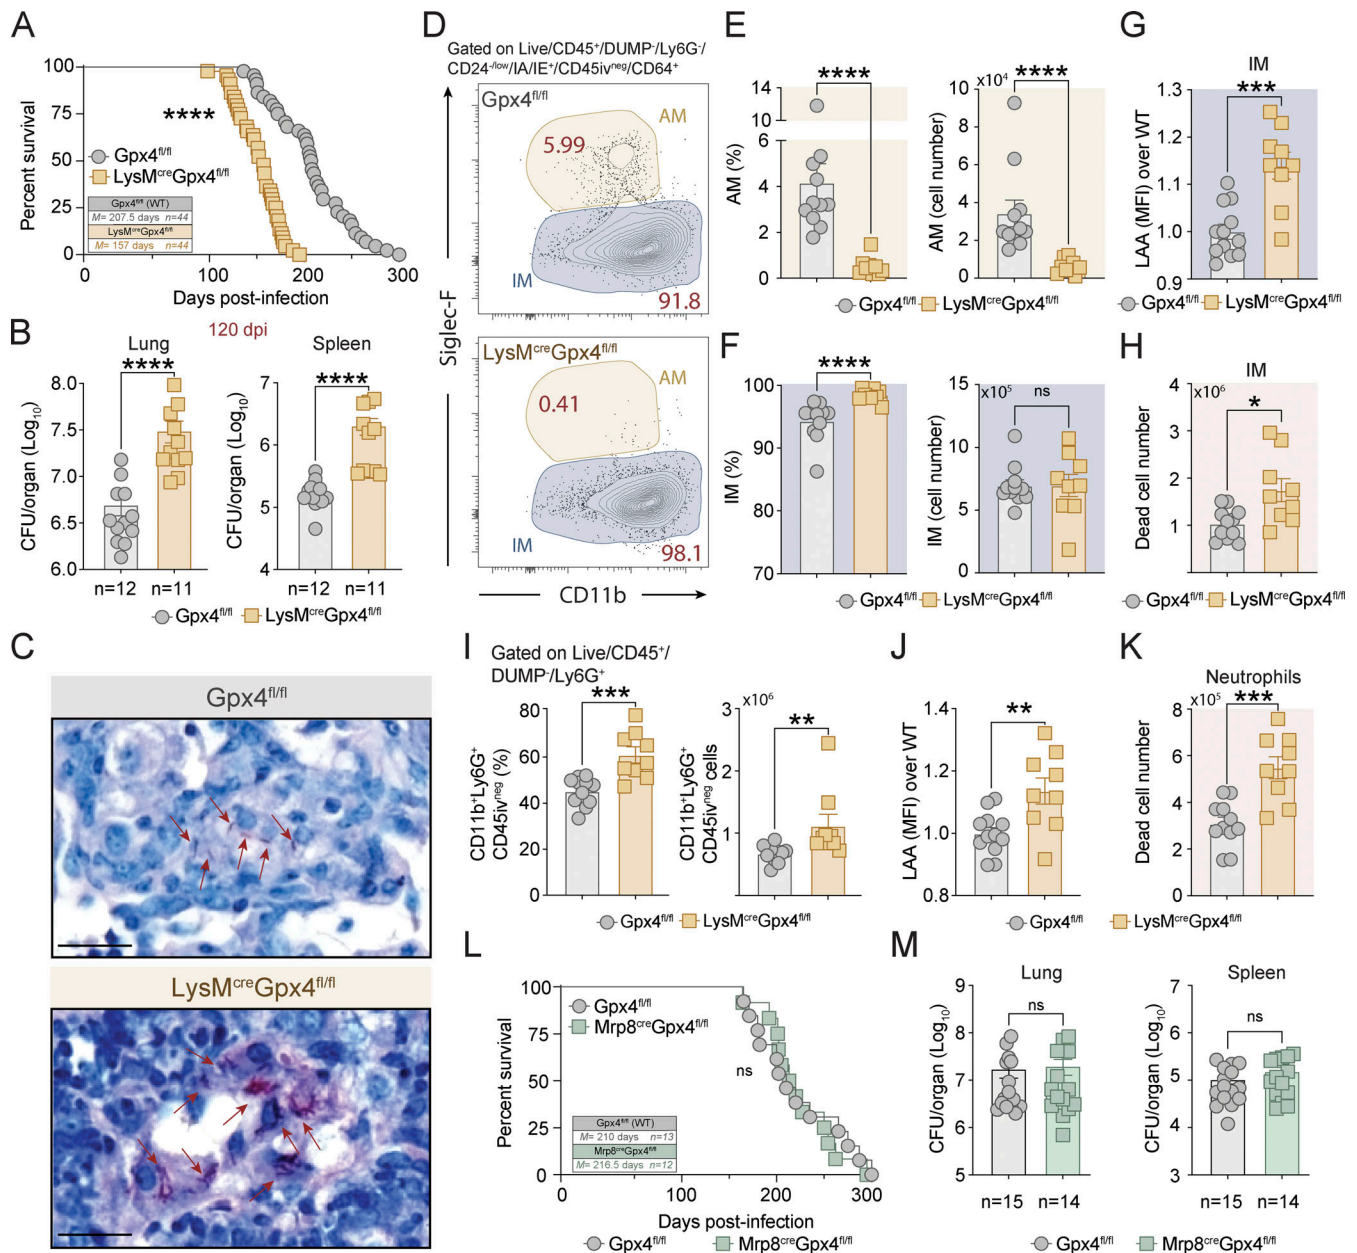 A
Percent survival
100
75
50
25
0
****
Gpx4fl/fl
LysMcreGpx4fl/fl
Gpx4fl/fl (WT)
M= 207.5 days n=44
LysMcreGpx4fl/fl
M= 157 days n=44
0 100 200 300
Days post-infection
B
120 dpi
Lung
****
CFU/organ (Log10)
8.0
7.5
7.0
6.5
6.0
n=12 n=11
Spleen
****
CFU/organ (Log10)
7
6
5
4
n=12 n=11
Gpx4fl/fl LysMcreGpx4fl/fl
C
Gpx4fl/fl
LysMcreGpx4fl/fl
D
Gated on Live/CD45+/DUMP-/Ly6G-/
CD24-/low/IA/IE+/CD45ivneg/CD64+
Gpx4fl/fl
AM
5.99
IM
91.8
LysMcreGpx4fl/fl
AM
0.41
IM
98.1
Siglec-F
CD11b
E
****
AM (%)
14
10
6
4
2
0
x104
****
AM (cell number)
10
8
6
4
2
0
Gpx4fl/fl LysMcreGpx4fl/fl
F
****
IM (%)
100
90
80
70
x105
ns
IM (cell number)
15
10
5
0
Gpx4fl/fl LysMcreGpx4fl/fl
G
IM
***
LAA (MFI) over WT
1.3
1.2
1.1
1.0
0.9
Gpx4fl/fl LysMcreGpx4fl/fl
H
IM
x106
*
Dead cell number
4
3
2
1
0
Gpx4fl/fl LysMcreGpx4fl/fl
I
Gated on Live/CD45+/
DUMP-/Ly6G+
***
CD11b+Ly6G+
CD45ivneg (%)
80
60
40
20
0
x106
**
CD11b+Ly6G+
CD45ivneg cells
3
2
1
0
Gpx4fl/fl LysMcreGpx4fl/fl
J
**
LAA (MFI) over WT
1.4
1.2
1.0
0.8
K
Neutrophils
x105
***
Dead cell number
8
6
4
2
0
Gpx4fl/fl LysMcreGpx4fl/fl
L
Percent survival
100
75
50
25
0
Gpx4fl/fl
Mrp8creGpx4fl/fl
ns
Gpx4fl/fl (WT)
M= 210 days n=13
Mrp8creGpx4fl/fl
M= 216.5 days n=12
0 100 200 300
Days post-infection
Gpx4fl/fl Mrp8creGpx4fl/fl
M
Lung
ns
CFU/organ (Log10)
9
8
7
6
5
n=15 n=14
Spleen
ns
CFU/organ (Log10)
7
6
5
4
3
n=15 n=14
Gpx4fl/fl Mrp8creGpx4fl/fl